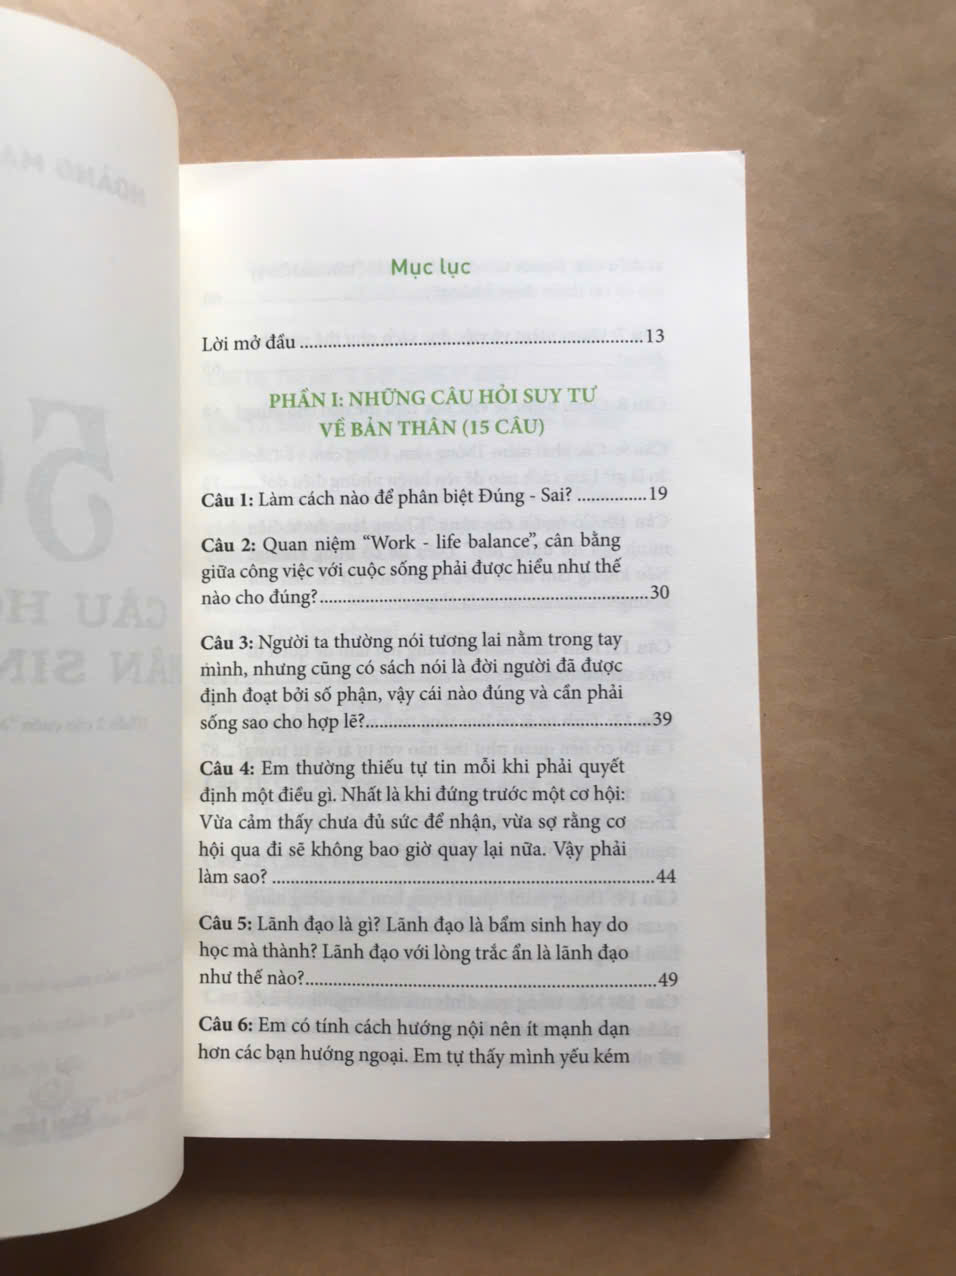 Mục lục
Lời mở đầu ........................................................... 13
PHẦN I: NHỮNG CÂU HỎI SUY TƯ
VỀ BẢN THÂN (15 CÂU)
Câu 1: Làm cách nào để phân biệt Đúng - Sai? ............. 19
Câu 2: Quan niệm “Work - life balance”, cân bằng
giữa công việc với cuộc sống phải được hiểu như thế
nào cho đúng? ........................................................... 30
Câu 3: Người ta thường nói tương lai nằm trong tay
mình, nhưng cũng có sách nói là đời người đã được
định đoạt bởi số phận, vậy cái nào đúng và cần phải
sống sao cho hợp lẽ? .................................................. 39
Câu 4: Em thường thiếu tự tin mỗi khi phải quyết
định một điều gì. Nhất là khi đứng trước một cơ hội:
Vừa cảm thấy chưa đủ sức để nhận, vừa sợ rằng cơ
hội qua đi sẽ không bao giờ quay lại nữa. Vậy phải
làm sao? .................................................................. 44
Câu 5: Lãnh đạo là gì? Lãnh đạo là bẩm sinh hay do
học mà thành? Lãnh đạo với lòng trắc ẩn là lãnh đạo
như thế nào? ............................................................. 49
Câu 6: Em có tính cách hướng nội nên ít mạnh dạn
hơn các bạn hướng ngoại. Em tự thấy mình yếu kém